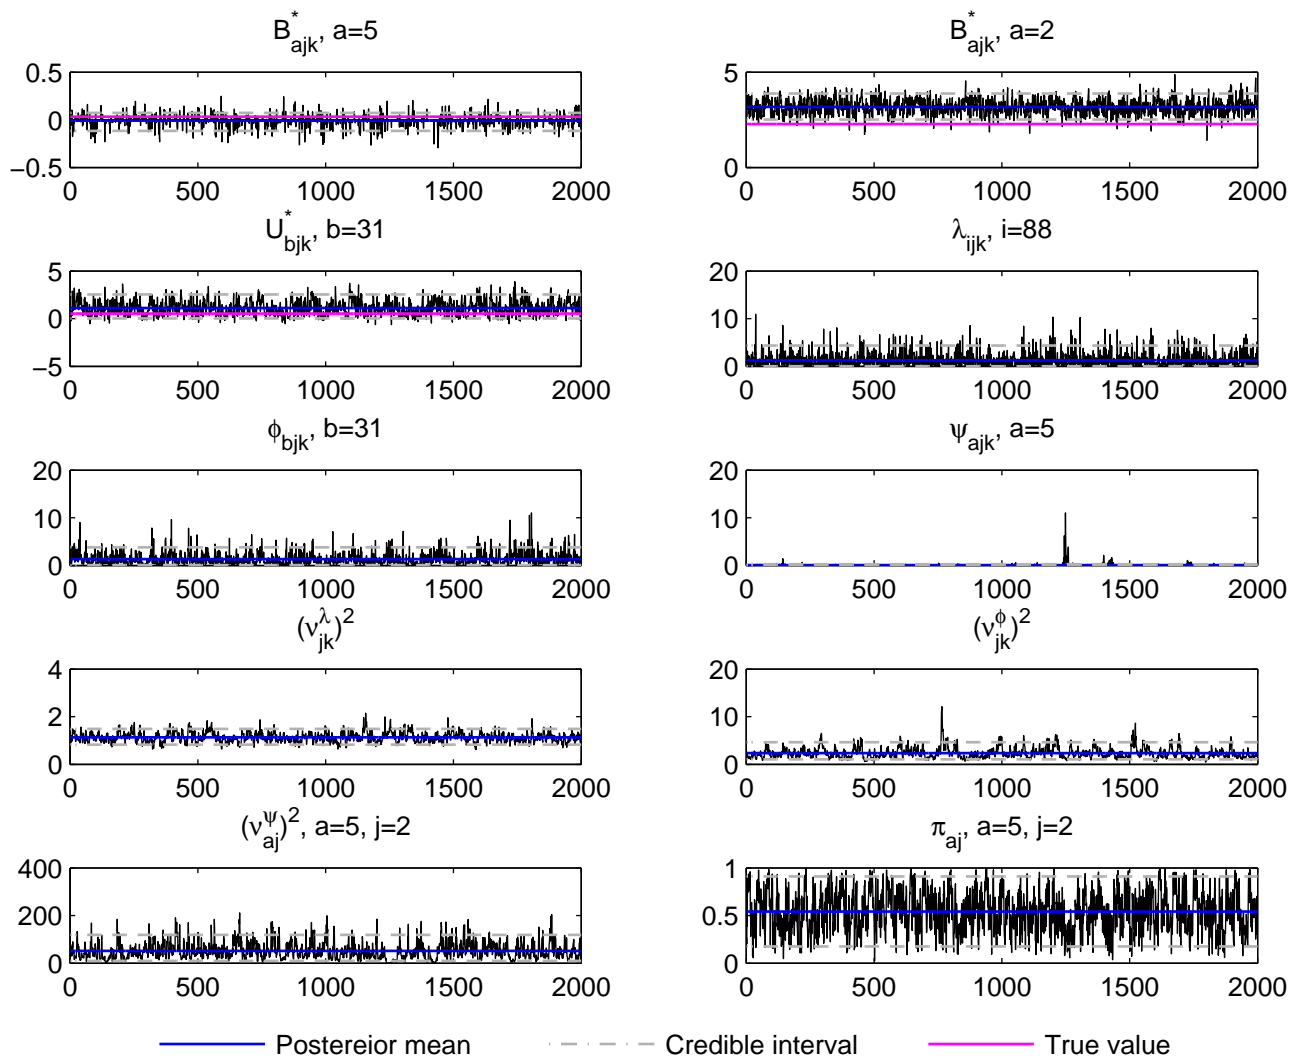 B*ajk, a=5
B*ajk, a=2
0.5
0
−0.5
0 500 1000 1500 2000
5
0
0 500 1000 1500 2000
U*bjk, b=31
λijk, i=88
5
0
−5
0 500 1000 1500 2000
20
10
0
0 500 1000 1500 2000
ϕbjk, b=31
ψajk, a=5
20
10
0
0 500 1000 1500 2000
20
10
0
0 500 1000 1500 2000
(νλjk)2
(νϕjk)2
4
2
0
0 500 1000 1500 2000
20
10
0
0 500 1000 1500 2000
(νψaj)2, a=5, j=2
πaj, a=5, j=2
400
200
0
0 500 1000 1500 2000
1
0.5
0
0 500 1000 1500 2000
Postereior mean Credible interval True value